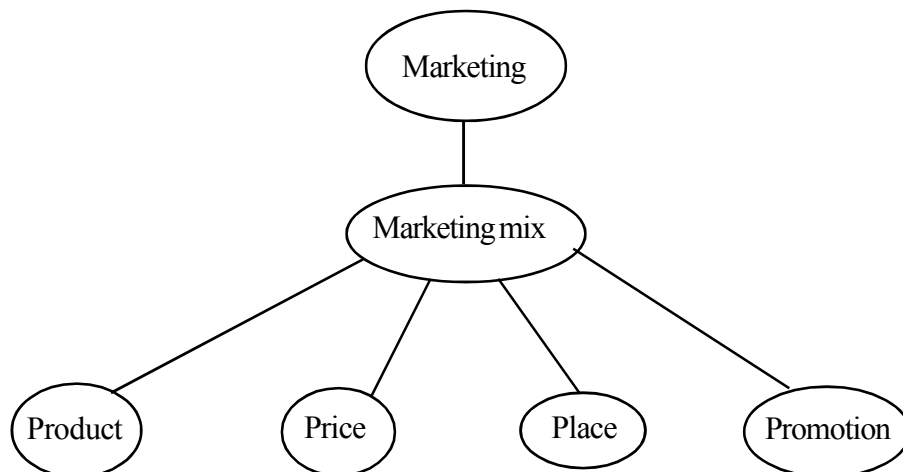 Marketing
Marketing mix
Product
Price
Place
Promotion